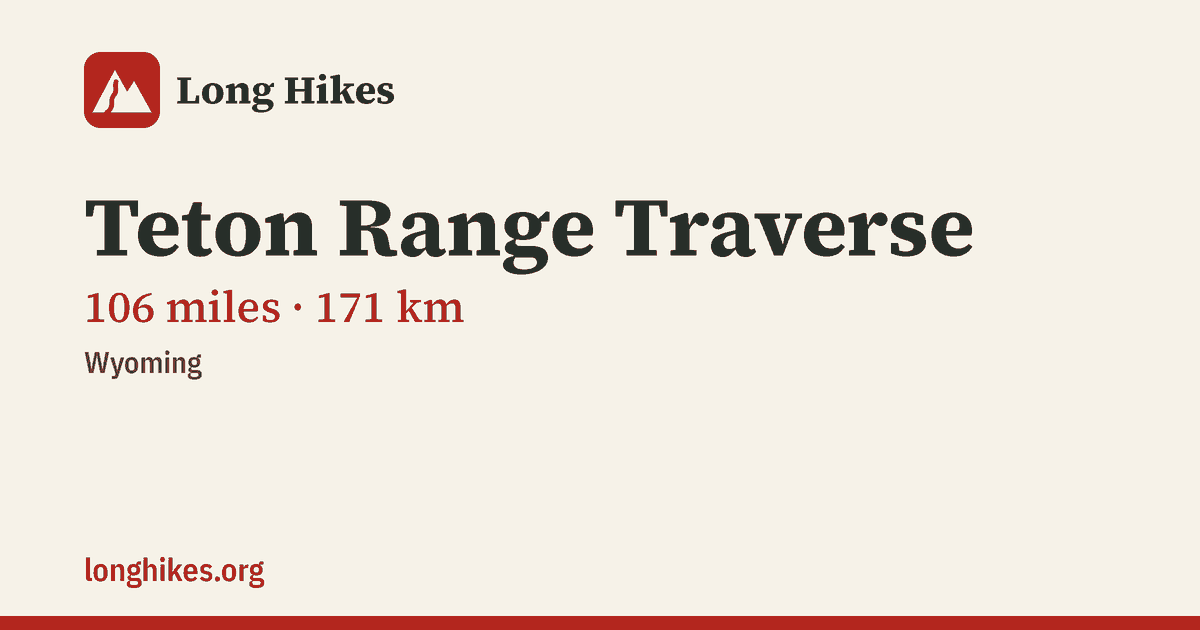 Long Hikes
Teton Range Traverse
106 miles · 171 km
Wyoming
longhikes.org